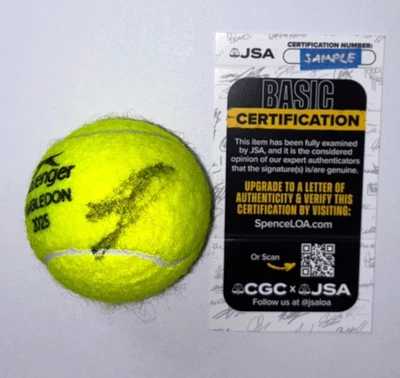 zenger
MBLEDON
2025
JSA
CERTIFICATION NUMBER:
SAMPLE
BASIC
CERTIFICATION
This item has been fully examined
by JSA, and it is the considered
opinion of our expert authenticators
that the signature(s) is/are genuine.
UPGRADE TO A LETTER OF
AUTHENTICITY & VERIFY THIS
CERTIFICATION BY VISITING:
SpenceLOA.com
Or Scan
CGC x JSA
Follow us at @jsaloa